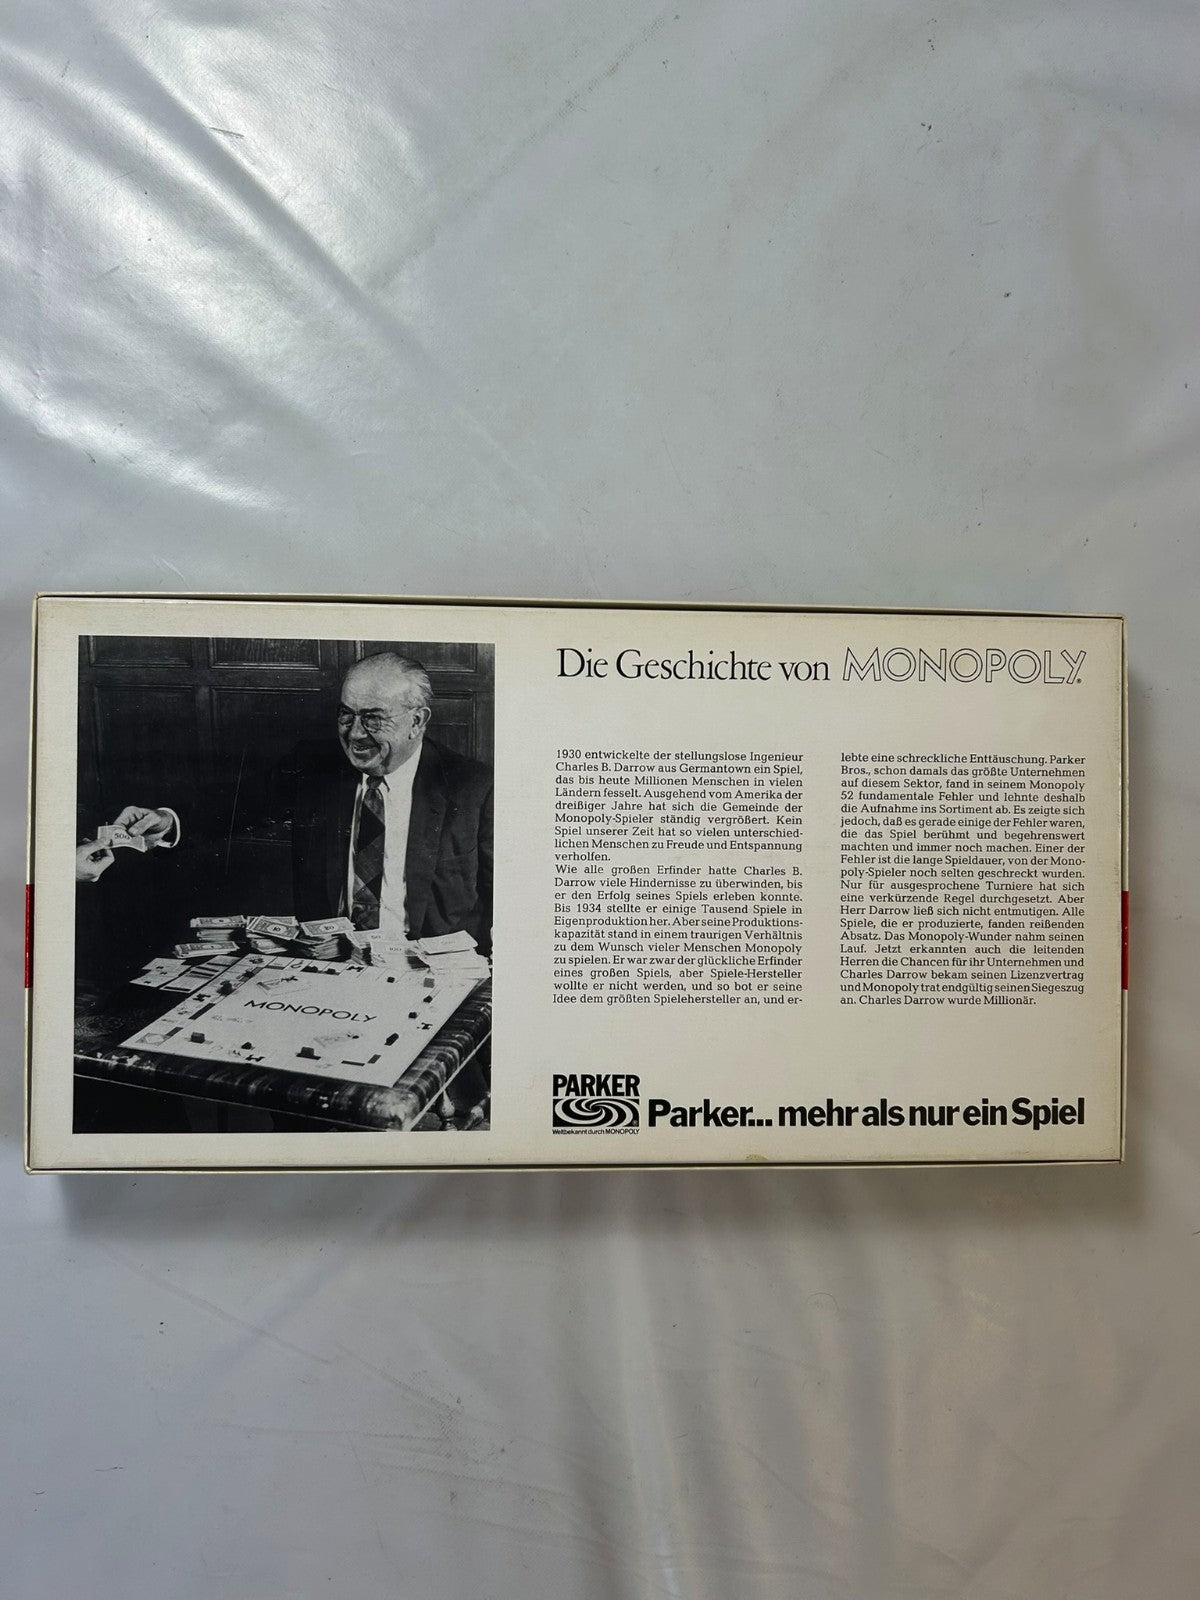 Die Geschichte von MONOPOLY®
1930 entwickelte der stellungslose Ingenieur
Charles B. Darrow aus Germantown ein Spiel,
das bis heute Millionen Menschen in vielen
Ländern fesselt. Ausgehend vom Amerika der
dreißiger Jahre hat sich die Gemeinde der
Monopoly-Spieler ständig vergrößert. Kein
Spiel unserer Zeit hat so vielen unterschied-
lichen Menschen zu Freude und Entspannung
verholfen.
Wie alle großen Erfinder hatte Charles B.
Darrow viele Hindernisse zu überwinden, bis
er den Erfolg seines Spiels erleben konnte.
Bis 1934 stellte er einige Tausend Spiele in
Eigenproduktion her. Aber seine Produktions-
kapazität stand in einem traurigen Verhältnis
zu dem Wunsch vieler Menschen Monopoly
zu spielen. Er war zwar der glückliche Erfinder
eines großen Spiels, aber Spiele-Hersteller
wollte er nicht werden, und so bot er seine
Idee dem größten Spielehersteller an, und er-
lebte eine schreckliche Enttäuschung. Parker
Bros., schon damals das größte Unternehmen
auf diesem Sektor, fand in seinem Monopoly
52 fundamentale Fehler und lehnte deshalb
die Aufnahme ins Sortiment ab. Es zeigte sich
jedoch, daß es gerade einige der Fehler waren,
die das Spiel berühmt und begehrenswert
machten und immer noch machen. Einer der
Fehler ist die lange Spieldauer, von der Mono-
poly-Spieler noch selten geschreckt wurden.
Nur für ausgesprochene Turniere hat sich
eine verkürzende Regel durchgesetzt. Aber
Herr Darrow ließ sich nicht entmutigen. Alle
Spiele, die er produzierte, fanden reißenden
Absatz. Das Monopoly-Wunder nahm seinen
Lauf. Jetzt erkannten auch die leitenden
Herren die Chancen für ihr Unternehmen und
Charles Darrow bekam seinen Lizenzvertrag
und Monopoly trat endgültig seinen Siegeszug
an. Charles Darrow wurde Millionär.
500
MONOPOLY
PARKER
Weltbekannt durch MONOPOLY
Parker... mehr als nur ein Spiel